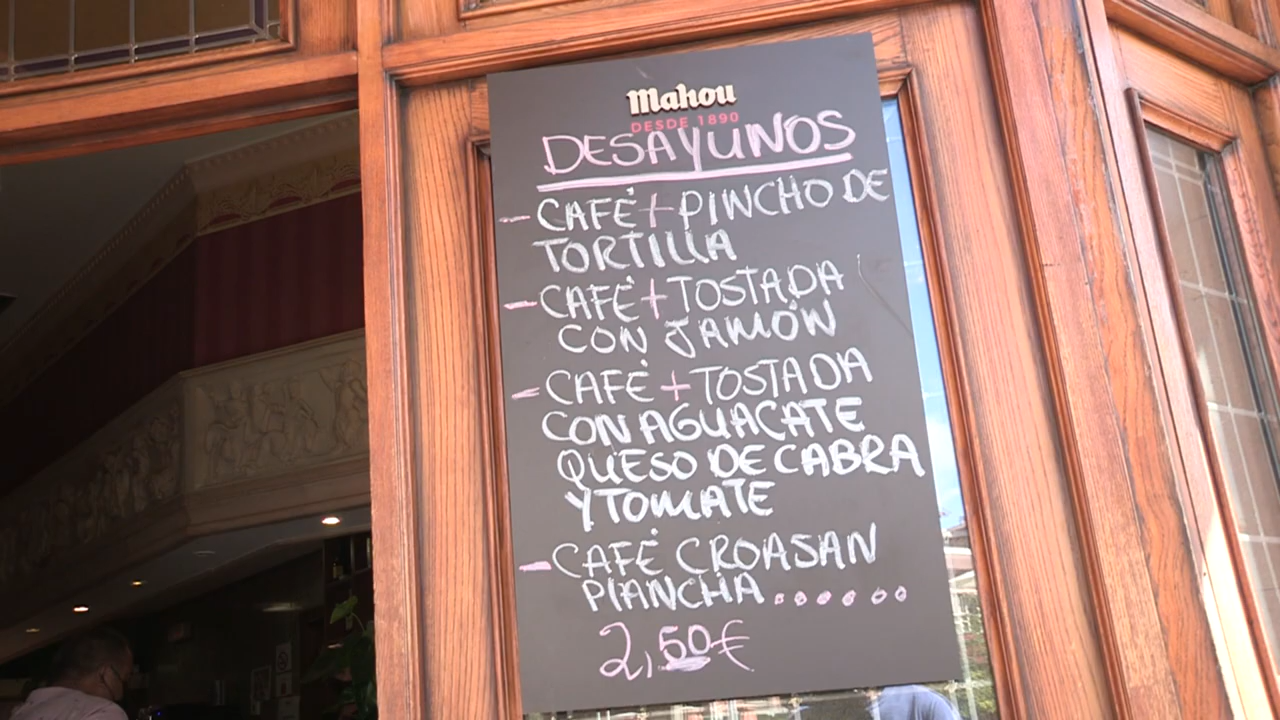 Mahou
DESDE 1890
DESAYUNOS
- CAFÉ + PINCHO DE
TORTILLA
- CAFÉ + TOSTADA
CON JAMÓN
- CAFÉ + TOSTADA
CON AGUACATE
QUESO DE CABRA
Y TOMATE
- CAFÉ CROASAN
PLANCHA......
2,50€